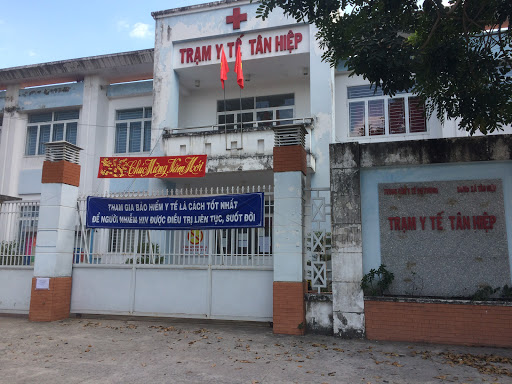 TRẠM Y TẾ TÂN HIỆP
Chúc Mừng Năm Mới
THAM GIA BẢO HIỂM Y TẾ LÀ CÁCH TỐT NHẤT
ĐỂ NGƯỜI NHIỄM HIV ĐƯỢC ĐIỀU TRỊ LIÊN TỤC, SUỐT ĐỜI
TRẠM Y TẾ TÂN HIỆP